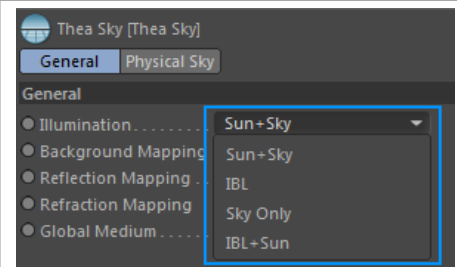 Thea Sky [Thea Sky]
General Physical Sky
General
Illumination......... Sun+Sky
Background Mapping Sun+Sky
Reflection Mapping .. IBL
Refraction Mapping Sky Only
Global Medium...... IBL+Sun